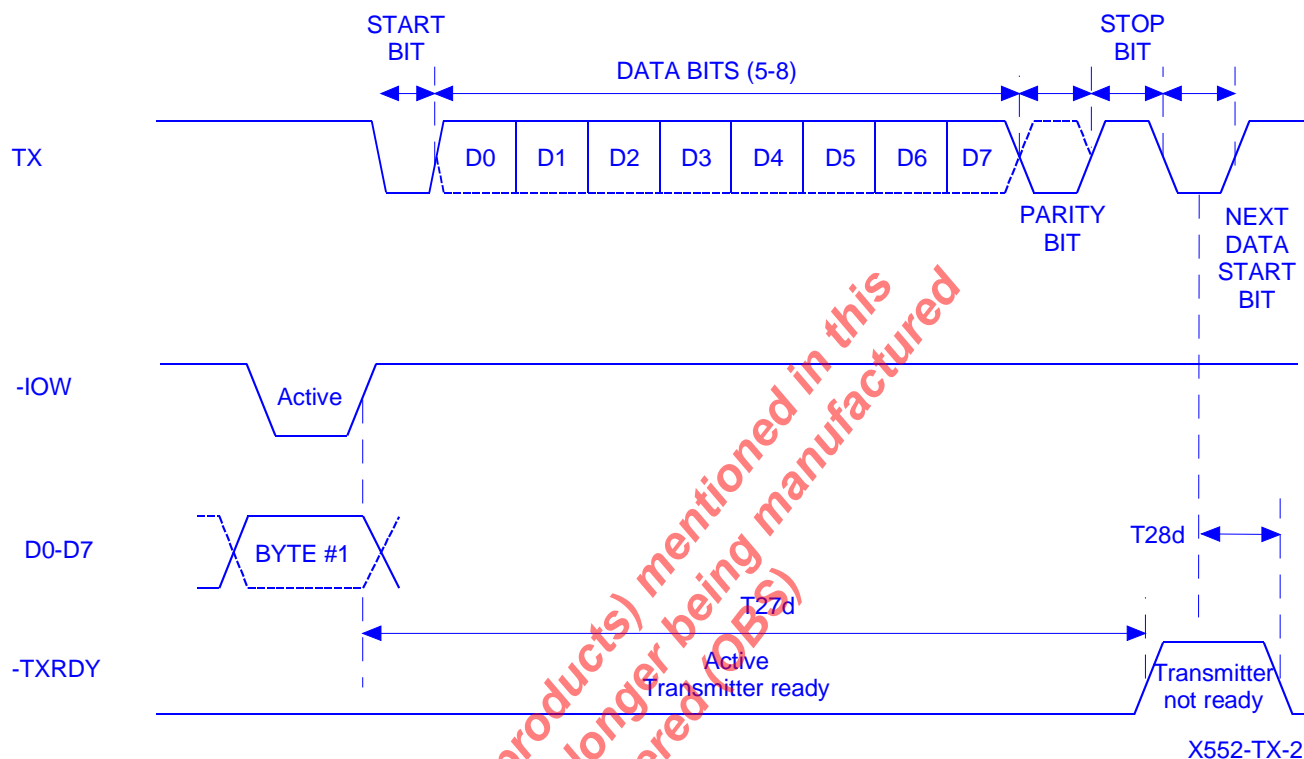 START
BIT
STOP
BIT
DATA BITS (5-8)
TX
D0 D1 D2 D3 D4 D5 D6 D7
PARITY
BIT
NEXT
DATA
START
BIT
-IOW
Active
D0-D7
BYTE #1
T28d
T27d
-TXRDY
Active
Transmitter ready
Transmitter
not ready
X552-TX-2
products) mentioned in this
longer being manufactured
(OBS)